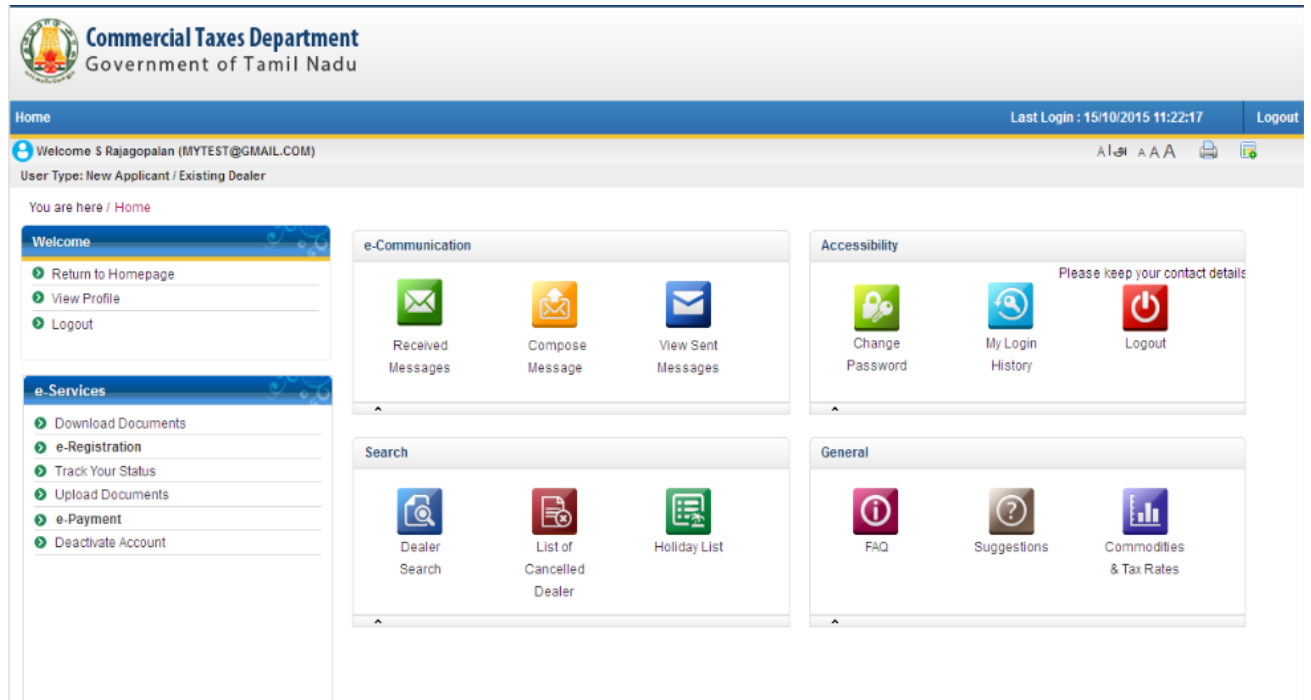 Commercial Taxes Department
Government of Tamil Nadu
Home
Last Login : 15/10/2015 11:22:17
Logout
Welcome S Rajagopalan (MYTEST@GMAIL.COM)
A | அ A A A
User Type: New Applicant / Existing Dealer
You are here / Home
Welcome
Return to Homepage
View Profile
Logout
e-Services
Download Documents
e-Registration
Track Your Status
Upload Documents
e-Payment
Deactivate Account
e-Communication
Received
Messages
Compose
Message
View Sent
Messages
Accessibility
Please keep your contact details
Change
Password
My Login
History
Logout
Search
Dealer
Search
List of
Cancelled
Dealer
Holiday List
General
FAQ
Suggestions
Commodities
& Tax Rates